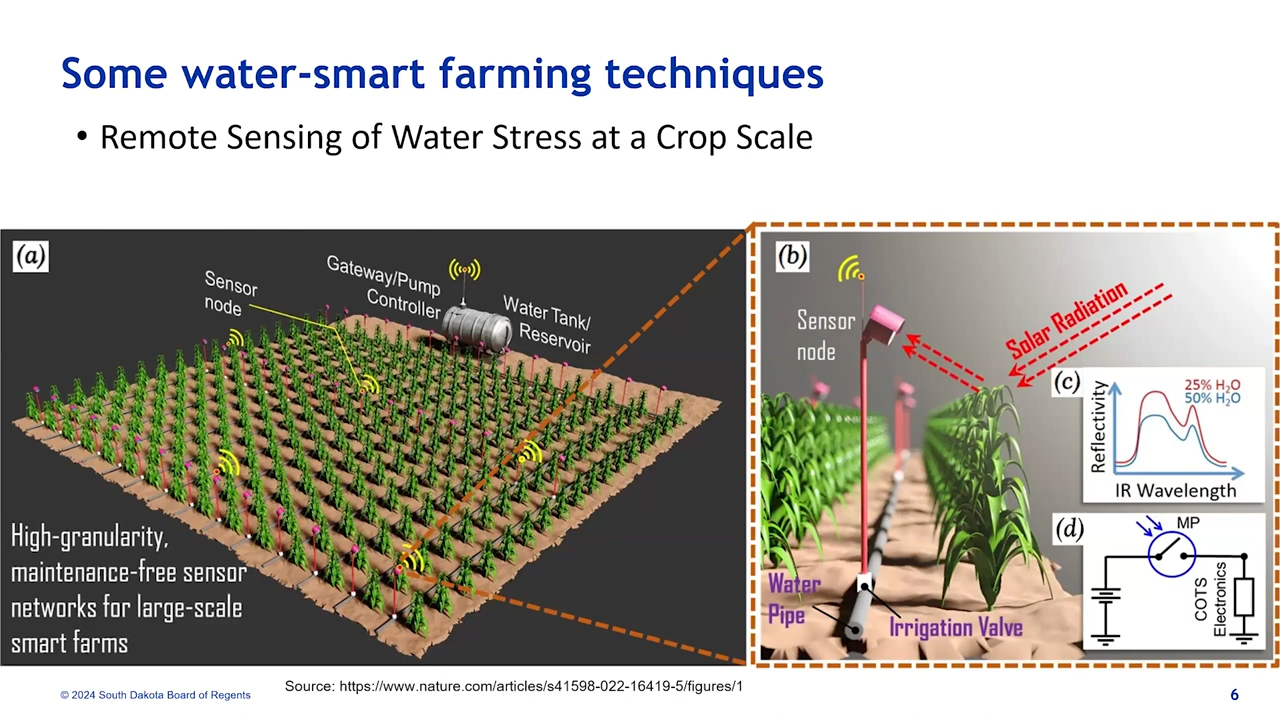 Some water-smart farming techniques
• Remote Sensing of Water Stress at a Crop Scale
(a)
Sensor
node
Gateway/Pump
Controller
Water Tank/
Reservoir
High-granularity,
maintenance-free sensor
networks for large-scale
smart farms
(b)
Sensor
node
Solar Radiation
Water
Pipe
Irrigation Valve
(c)
25% H₂O
50% H₂O
Reflectivity
IR Wavelength
(d)
MP
COTS
Electronics
Source: https://www.nature.com/articles/s41598-022-16419-5/figures/1
© 2024 South Dakota Board of Regents
6